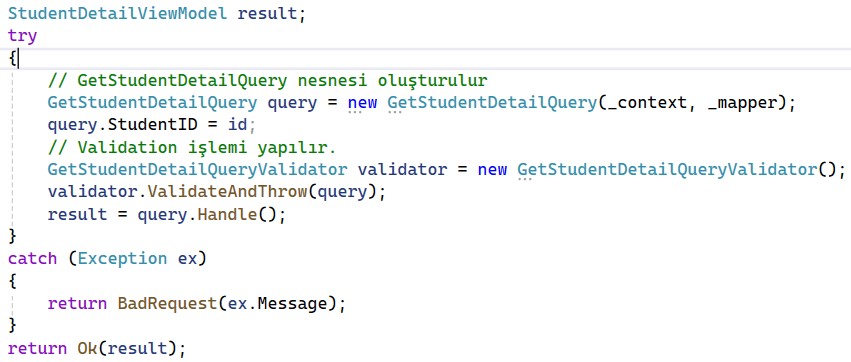 StudentDetailViewModel result;
try
{
    // GetStudentDetailQuery nesnesi oluşturulur
    GetStudentDetailQuery query = new GetStudentDetailQuery(_context, _mapper);
    query.StudentID = id;
    // Validation işlemi yapılır.
    GetStudentDetailQueryValidator validator = new GetStudentDetailQueryValidator();
    validator.ValidateAndThrow(query);
    result = query.Handle();
}
catch (Exception ex)
{
    return BadRequest(ex.Message);
}
return Ok(result);